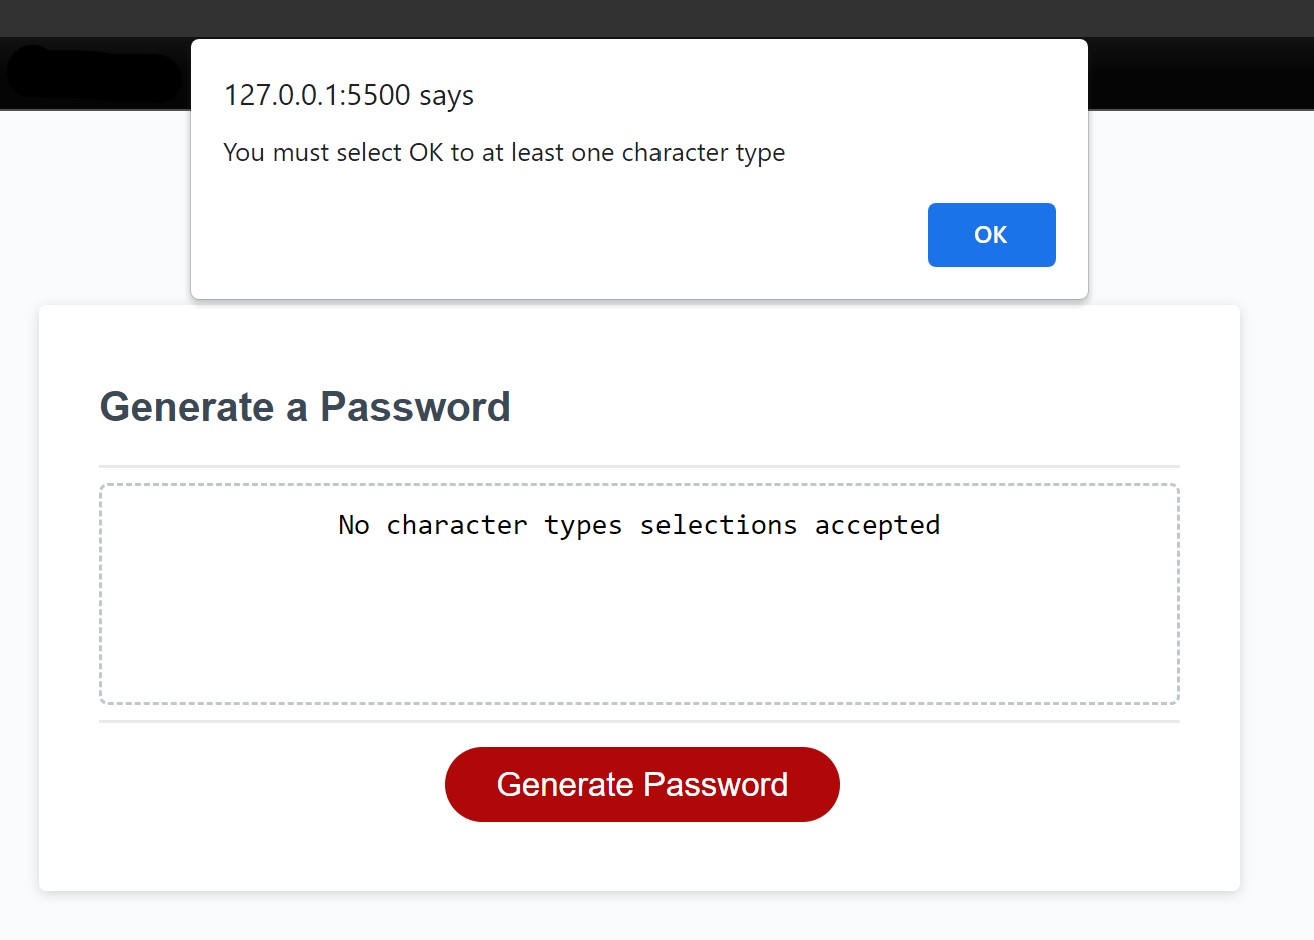 127.0.0.1:5500 says
You must select OK to at least one character type
OK
Generate a Password
No character types selections accepted
Generate Password